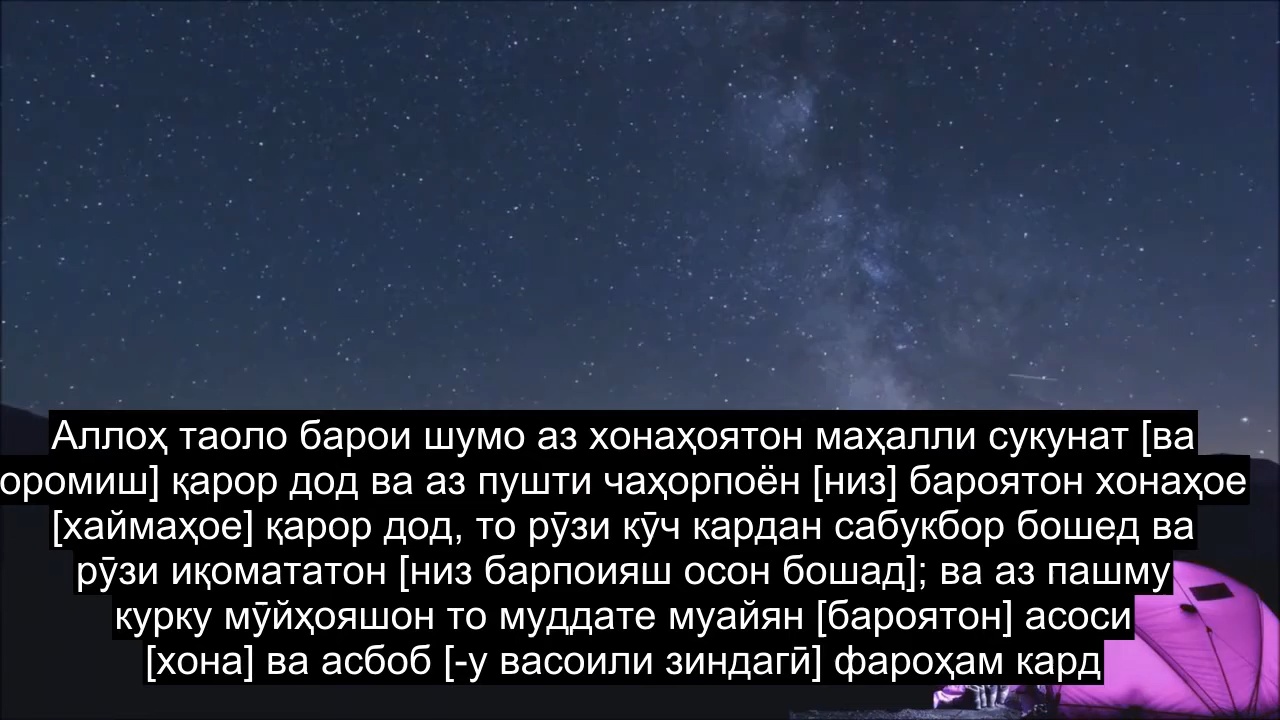 Аллоҳ таоло барои шумо аз хонаҳоятон маҳалли сукунат [ва
оромиш] қарор дод ва аз пушти чаҳорпоён [низ] бароятон хонаҳое
[хаймаҳое] қарор дод, то рӯзи кӯч кардан сабукбор бошед ва
рӯзи иқомататон [низ барпоияш осон бошад]; ва аз пашму
курку мӯйҳояшон то муддате муайян [бароятон] асоси
[хона] ва асбоб [-у васоили зиндагӣ] фароҳам кард